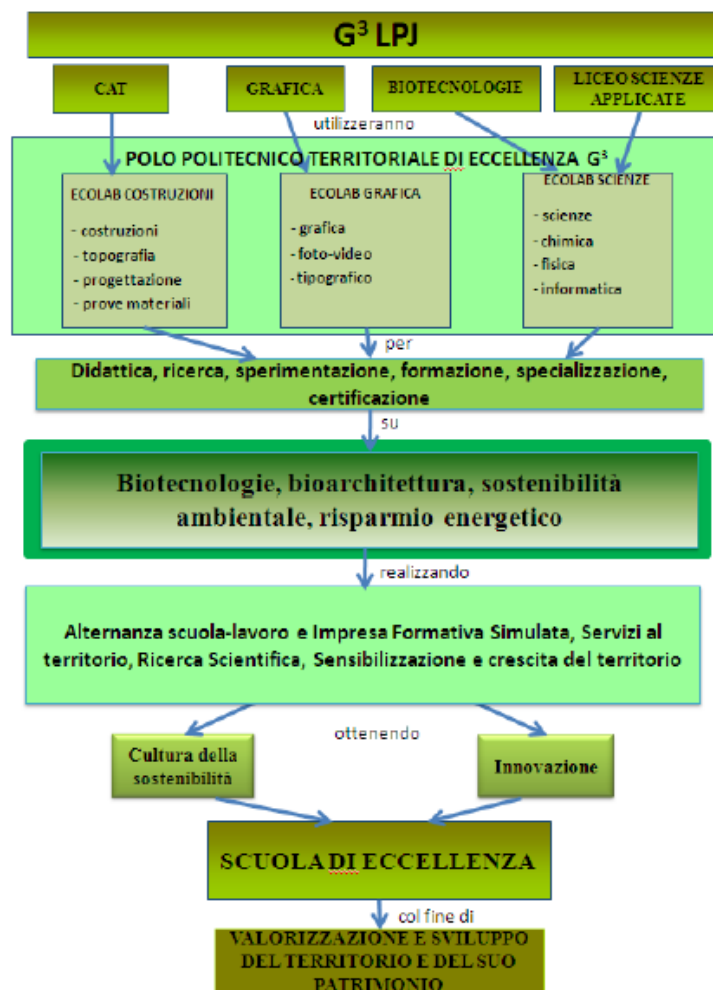 G³ LPJ
CAT
GRAFICA
BIOTECNOLOGIE
LICEO SCIENZE
APPLICATE
utilizzeranno
POLO POLITECNICO TERRITORIALE DI ECCELLENZA G³
ECOLAB COSTRUZIONI
- costruzioni
- topografia
- progettazione
- prove materiali
ECOLAB GRAFICA
- grafica
- foto-video
- tipografico
ECOLAB SCIENZE
- scienze
- chimica
- fisica
- informatica
per
Didattica, ricerca, sperimentazione, formazione, specializzazione,
certificazione
su
Biotecnologie, bioarchitettura, sostenibilità
ambientale, risparmio energetico
realizzando
Alternanza scuola-lavoro e Impresa Formativa Simulata, Servizi al
territorio, Ricerca Scientifica, Sensibilizzazione e crescita del territorio
ottenendo
Cultura della
sostenibilità
Innovazione
SCUOLA DI ECCELLENZA
col fine di
VALORIZZAZIONE E SVILUPPO
DEL TERRITORIO E DEL SUO
PATRIMONIO